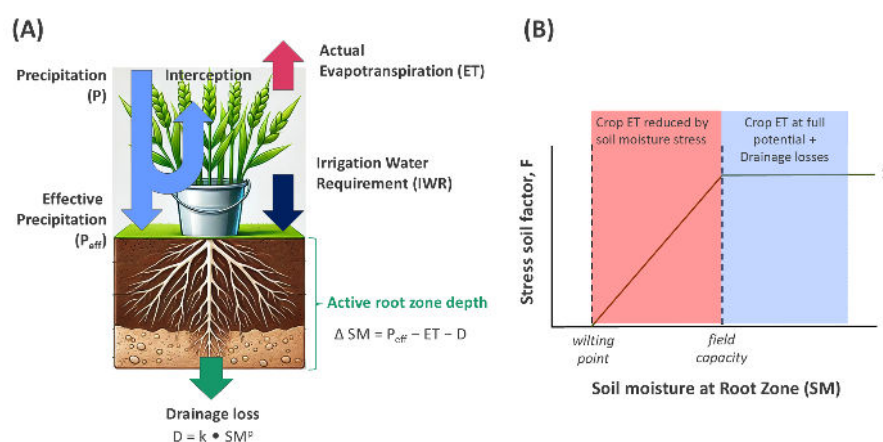 (A)
Precipitation
(P)
Interception
Actual
Evapotranspiration (ET)
Irrigation Water
Requirement (IWR)
Effective
Precipitation
(Peff)
Active root zone depth
Δ SM = Peff – ET – D
Drainage loss
D = k • SMᵖ
(B)
Crop ET reduced by
soil moisture stress
Crop ET at full
potential +
Drainage losses
Stress soil factor, F
wilting
point
field
capacity
Soil moisture at Root Zone (SM)